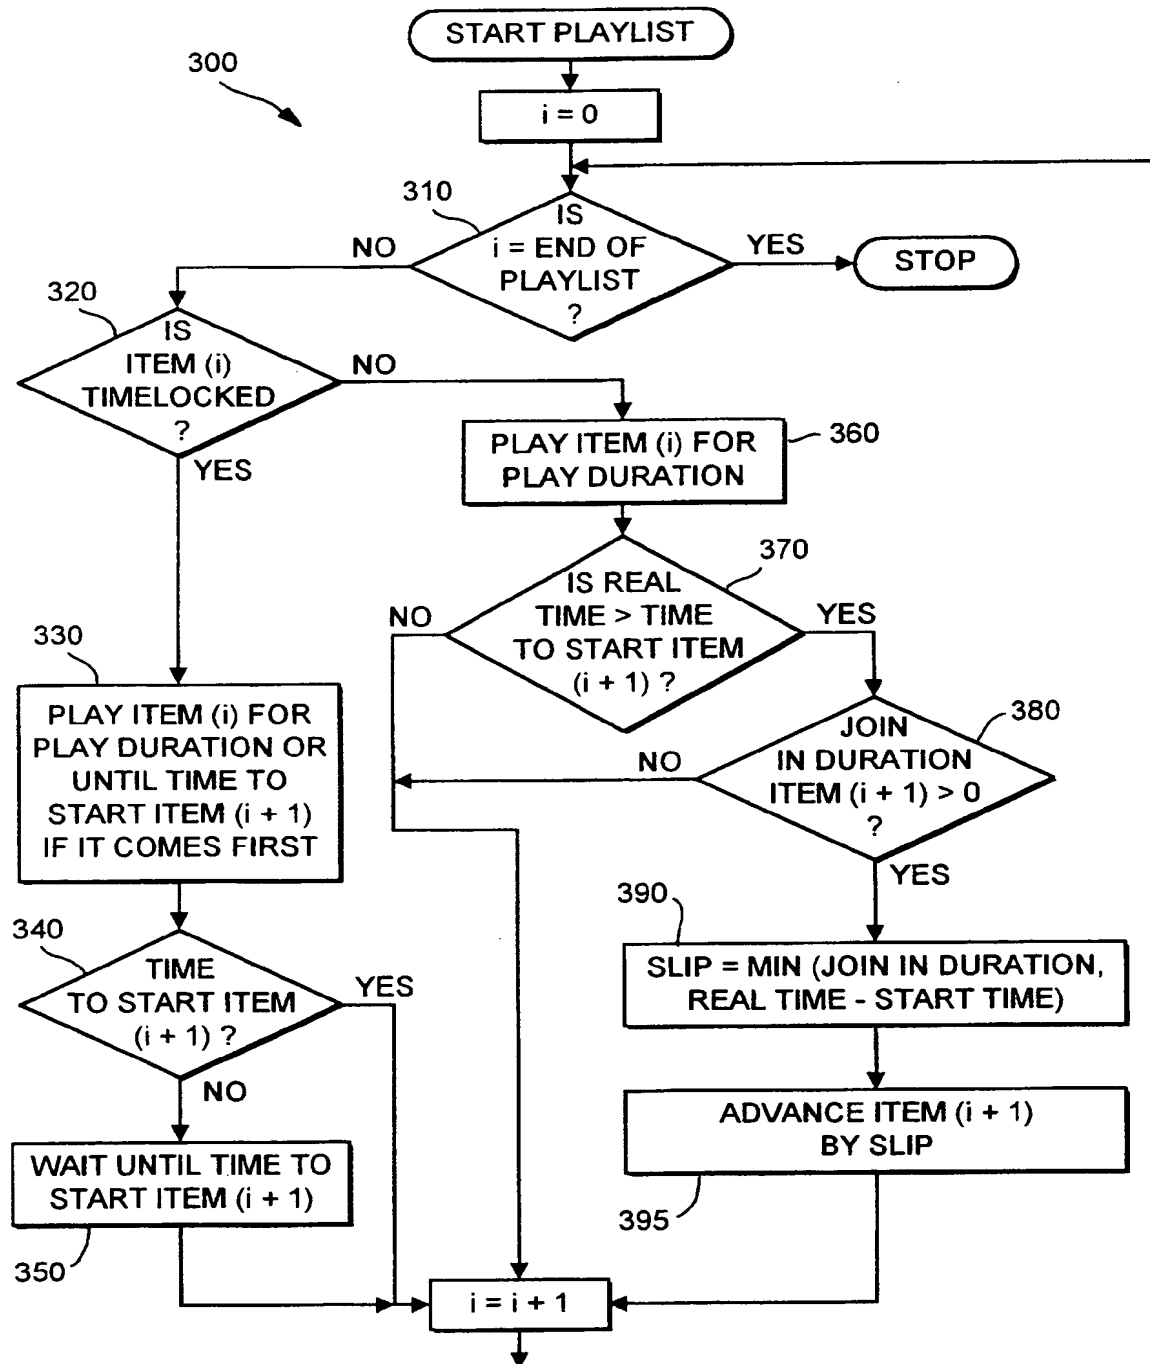 START PLAYLIST
300
i = 0
310
IS
i = END OF
PLAYLIST
?
NO
YES
STOP
320
IS
ITEM (i)
TIMELOCKED
?
NO
YES
PLAY ITEM (i) FOR
PLAY DURATION
360
370
IS REAL
TIME > TIME
TO START ITEM
(i + 1) ?
NO
YES
330
PLAY ITEM (i) FOR
PLAY DURATION OR
UNTIL TIME TO
START ITEM (i + 1)
IF IT COMES FIRST
380
JOIN
IN DURATION
ITEM (i + 1) > 0
?
NO
YES
340
TIME
TO START ITEM
(i + 1) ?
YES
NO
390
SLIP = MIN (JOIN IN DURATION,
REAL TIME - START TIME)
ADVANCE ITEM (i + 1)
BY SLIP
395
WAIT UNTIL TIME TO
START ITEM (i + 1)
350
i = i + 1